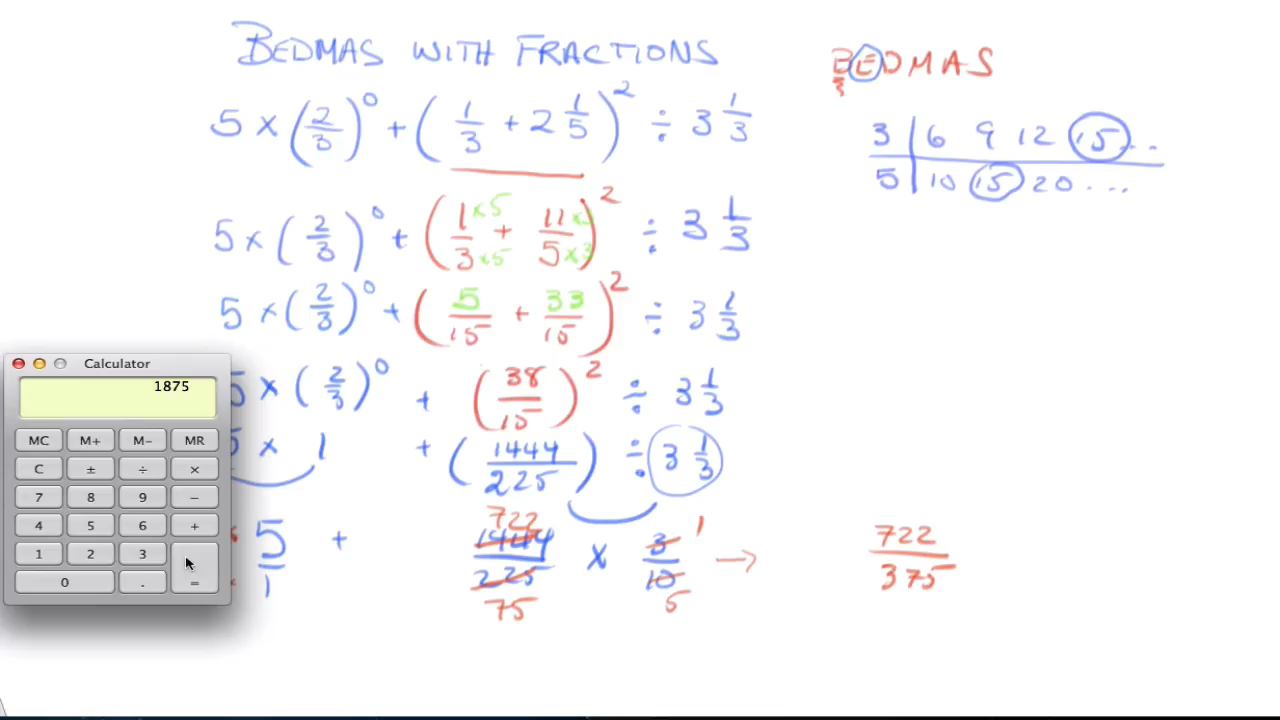 BEDMAS WITH FRACTIONS
BEDMAS
5 × (2/3)^0 + (1/3 + 2 1/5)^2 ÷ 3 1/3
3 | 6 9 12 15...
5 | 10 15 20 ....
5 × (2/3)^0 + (1×5/3×5 + 11×3/5×3)^2 ÷ 3 1/3
5 × (2/3)^0 + (5/15 + 33/15)^2 ÷ 3 1/3
5 × (2/3)^0 + (38/15)^2 ÷ 3 1/3
5 × 1 + (1444/225) ÷ 3 1/3
5/1 + 1444/225 × 3/10 → 722/375
722 1
75 5
Calculator
1875
MC M+ M- MR
C ± ÷ ×
7 8 9 −
4 5 6 +
1 2 3
0 . =